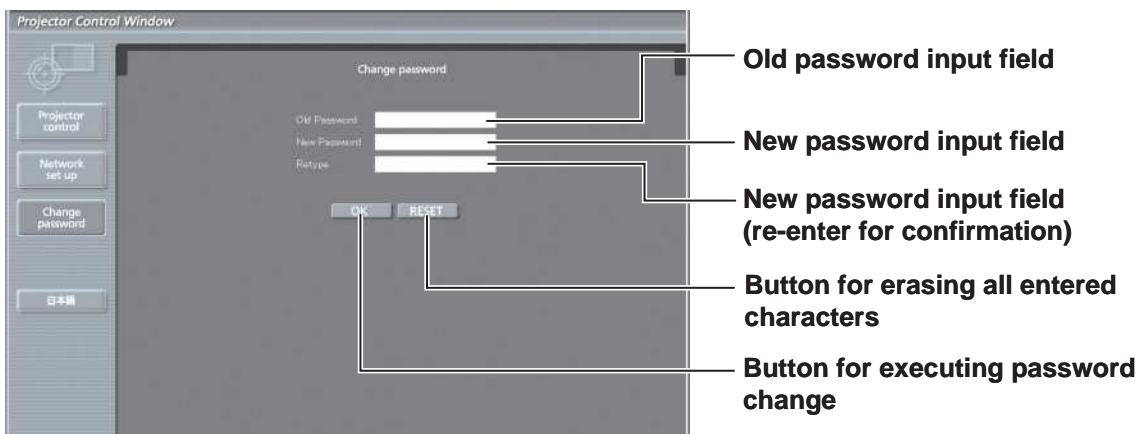 Projector Control Window
Change password
Projector
control
Network
set up
Change
password
日本語
Old Password
New Password
Retype
OK
RESET
Old password input field
New password input field
New password input field
(re-enter for confirmation)
Button for erasing all entered
characters
Button for executing password
change